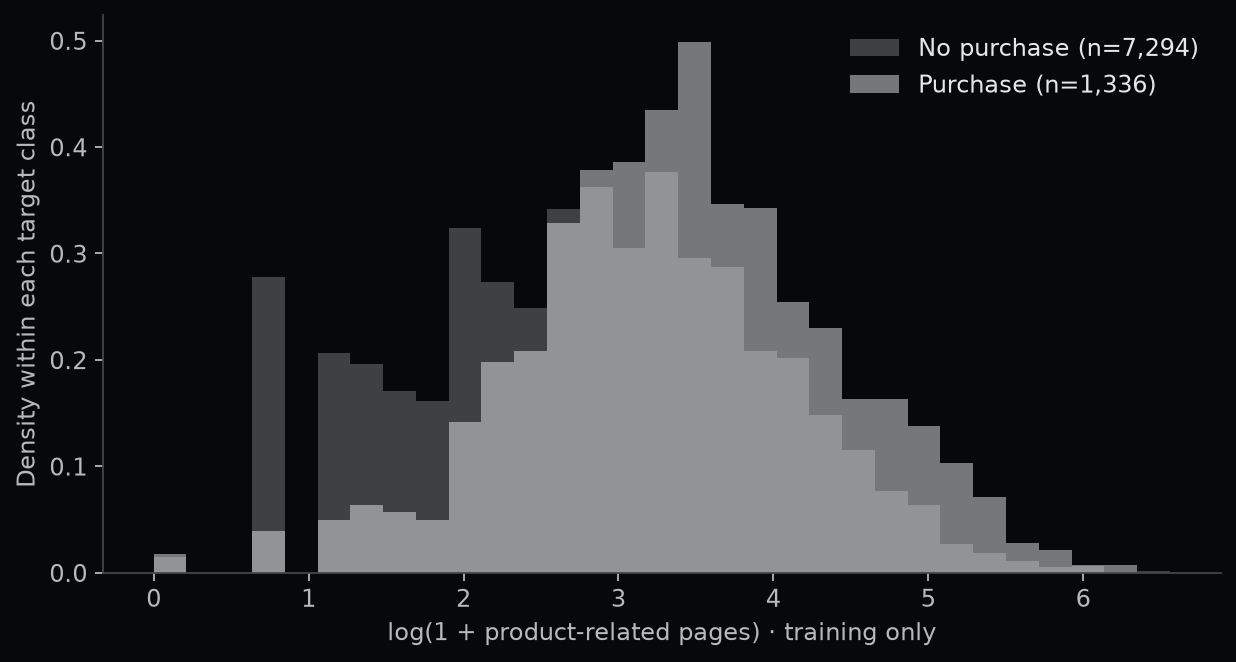 No purchase (n=7,294)
Purchase (n=1,336)
Density within each target class
0.5
0.4
0.3
0.2
0.1
0.0
0 1 2 3 4 5 6
log(1 + product-related pages) · training only